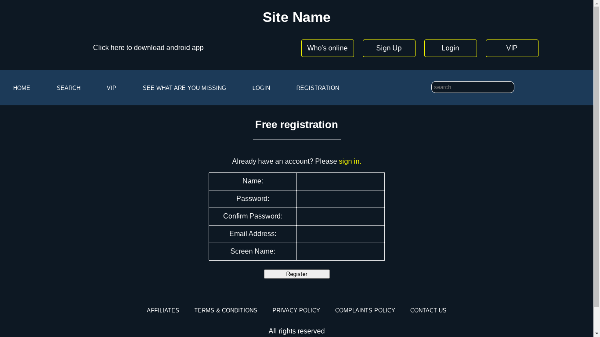 Site Name
Click here to download android app
Who's online
Sign Up
Login
VIP
HOME
SEARCH
VIP
SEE WHAT ARE YOU MISSING
LOGIN
REGISTRATION
search
Free registration
Already have an account? Please sign in.
Name:
Password:
Confirm Password:
Email Address:
Screen Name:
Register
AFFILIATES
TERMS & CONDITIONS
PRIVACY POLICY
COMPLAINTS POLICY
CONTACT US
All rights reserved